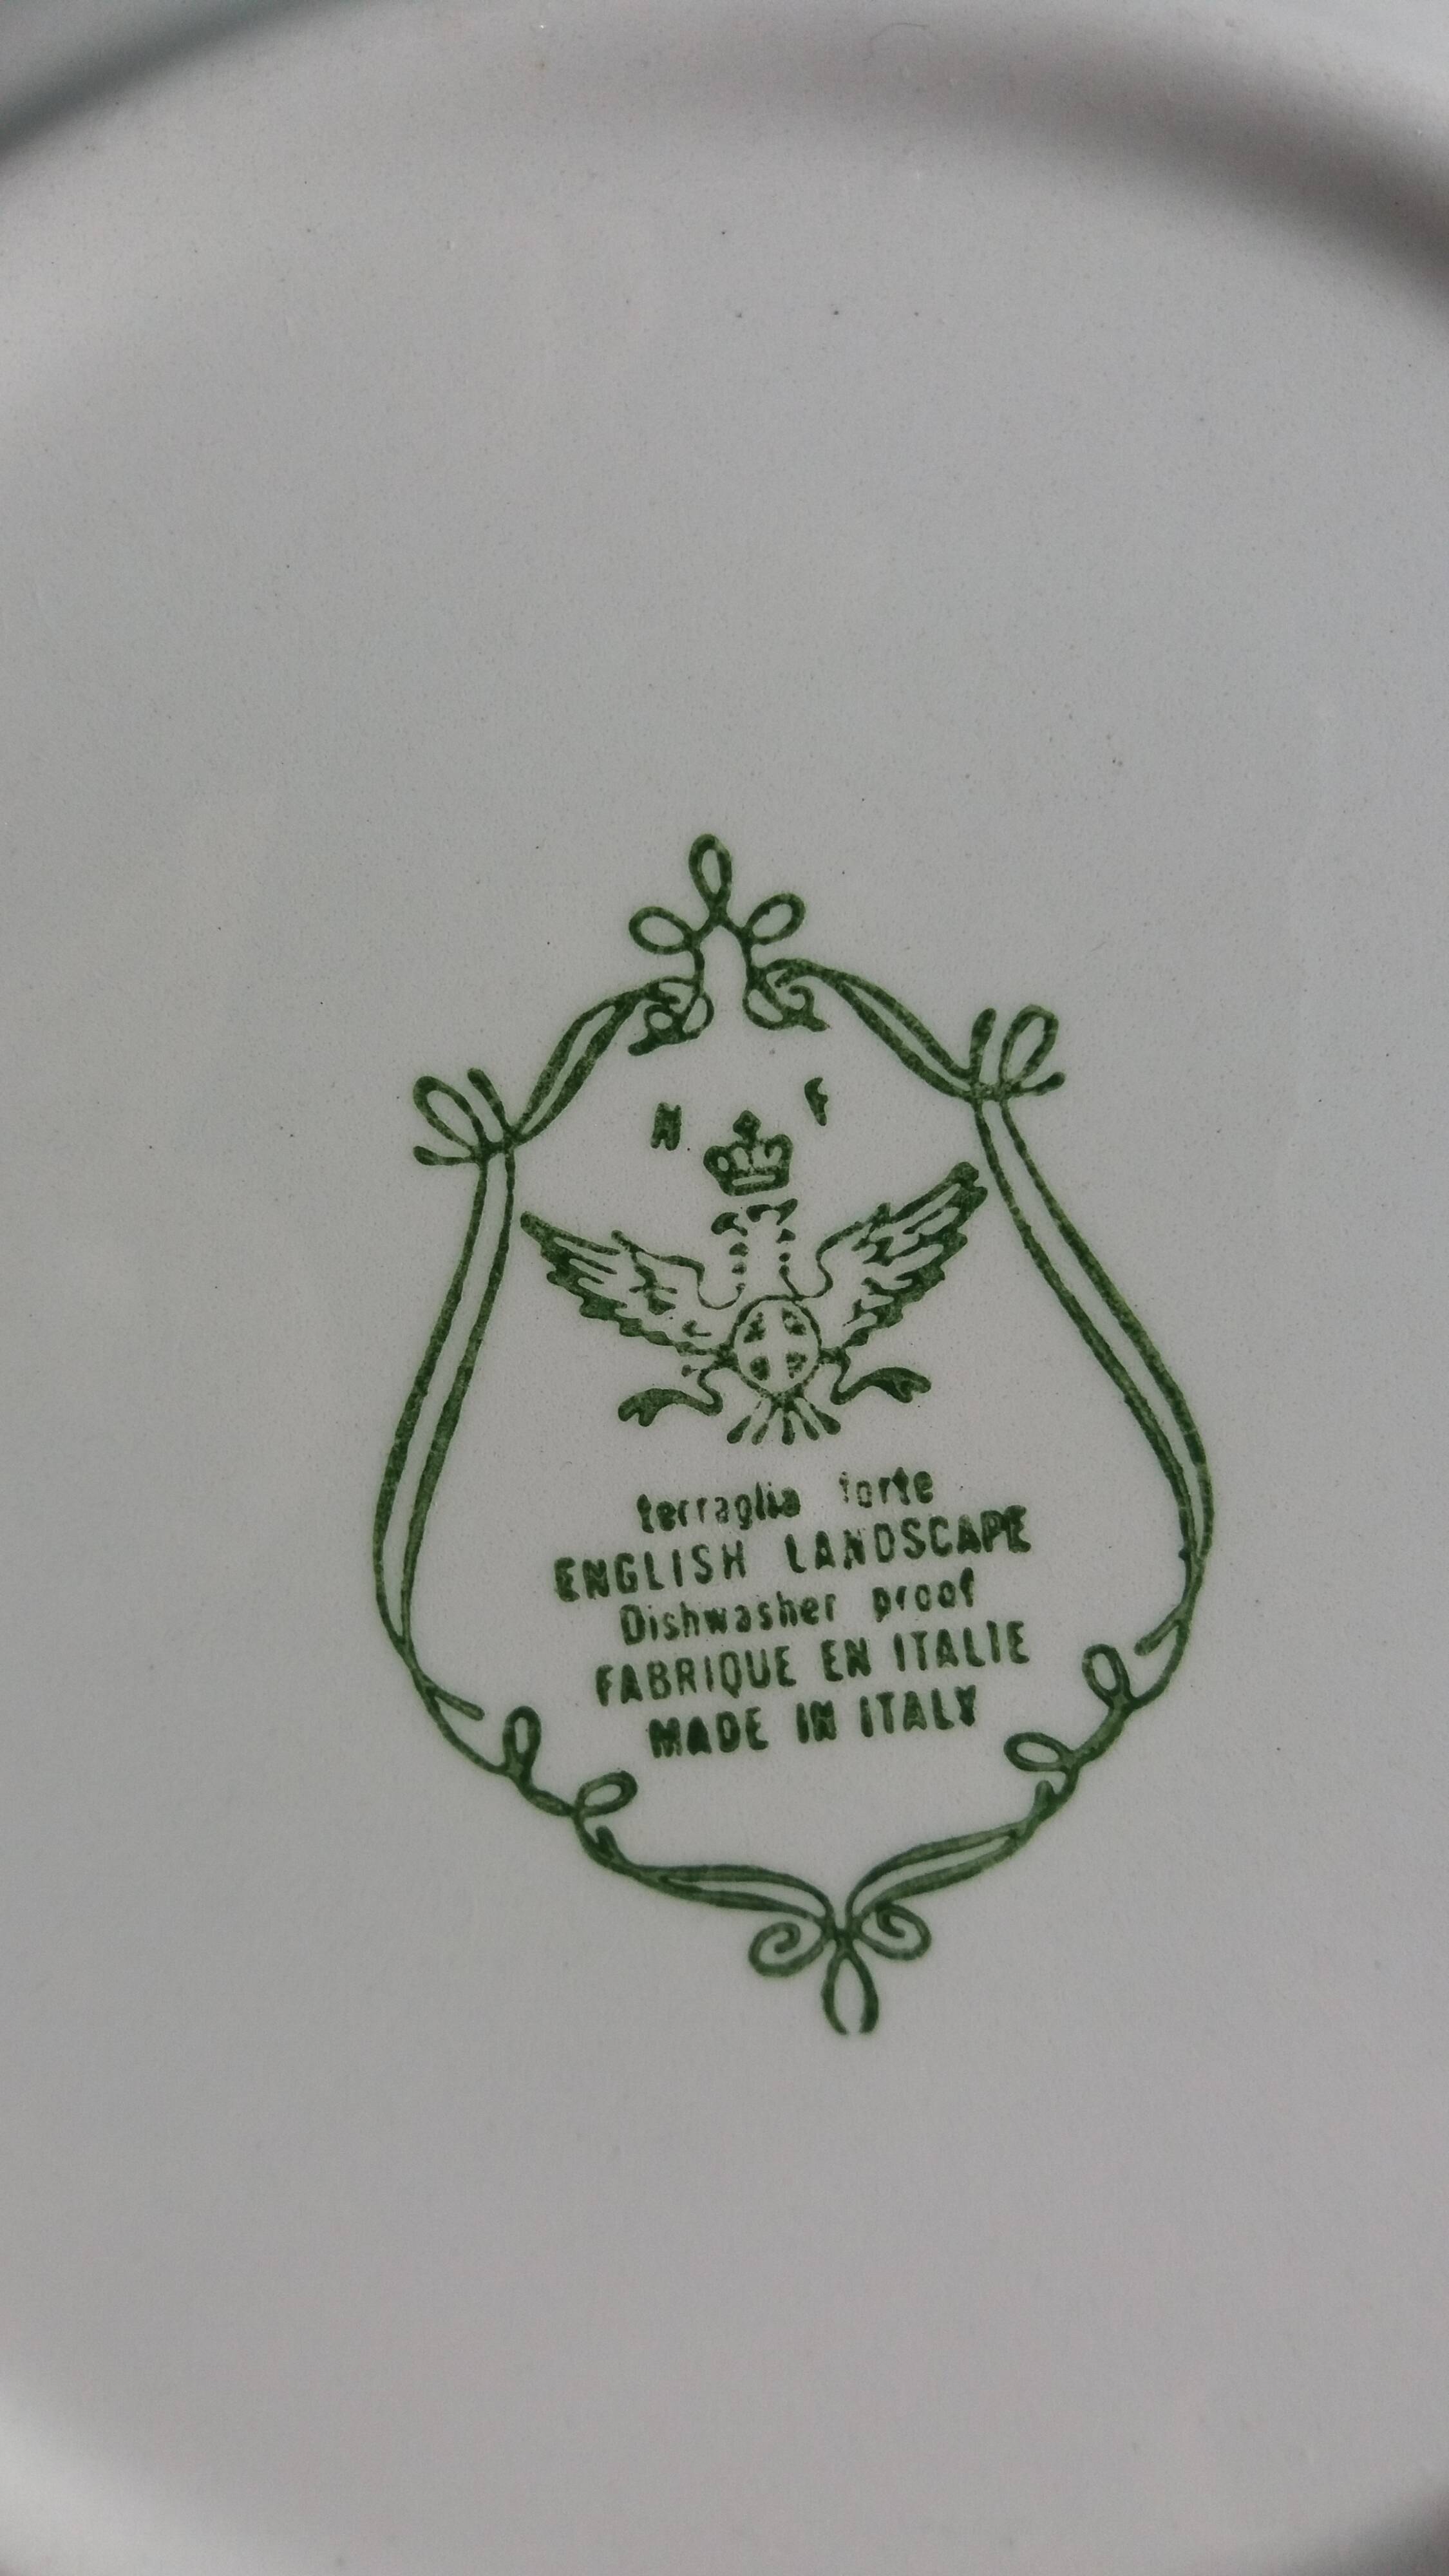 N F
terraglia forte
ENGLISH LANDSCAPE
Dishwasher proof
FABRIQUE EN ITALIE
MADE IN ITALY